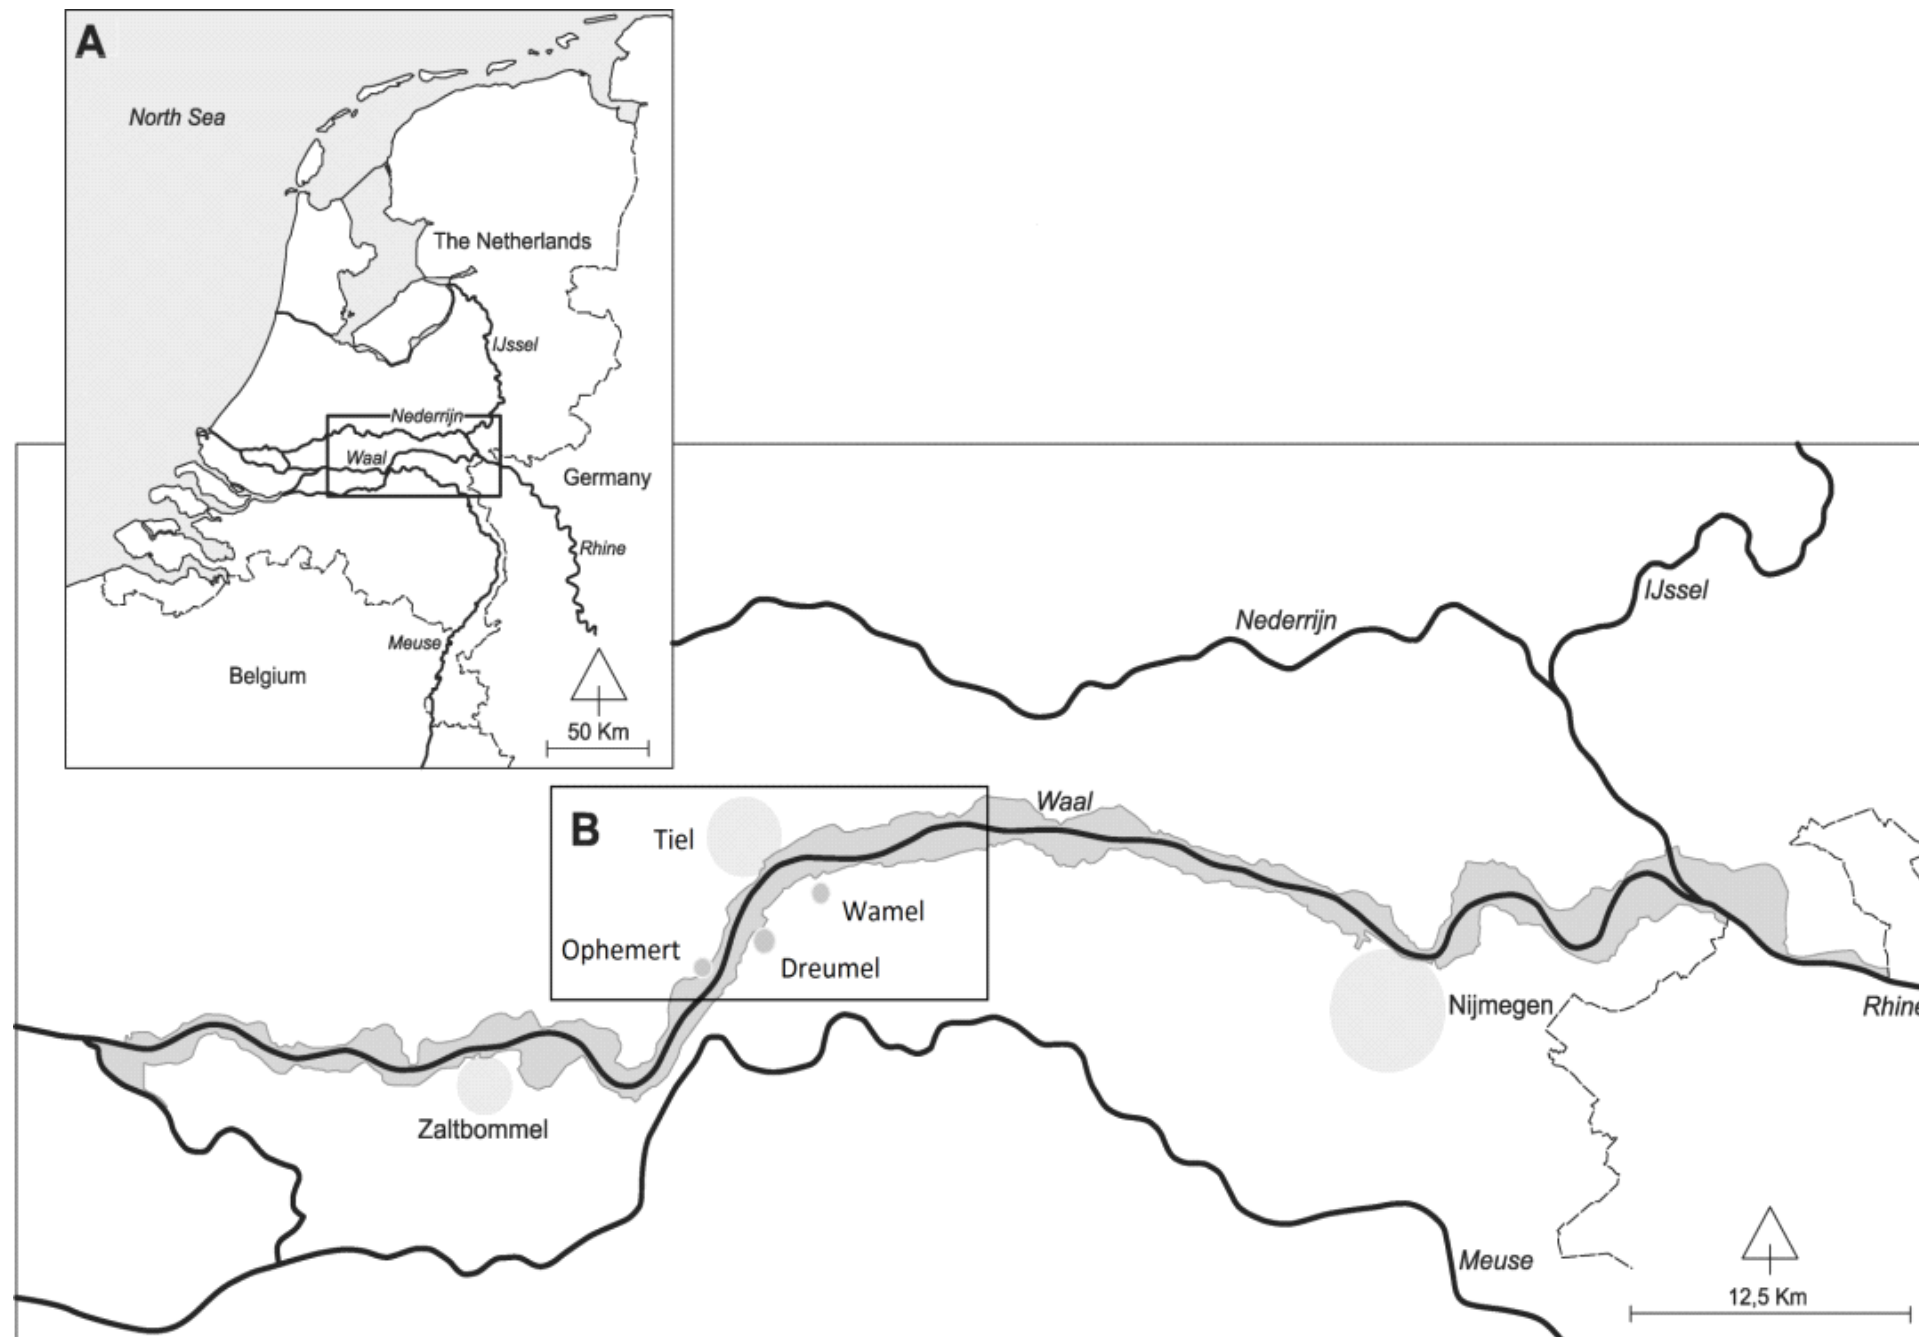 A
North Sea
The Netherlands
IJssel
Nederrijn
Waal
Germany
Rhine
Meuse
Belgium
50 Km
IJssel
Nederrijn
Waal
B
Tiel
Wamel
Ophemert
Dreumel
Nijmegen
Rhine
Zaltbommel
Meuse
12,5 Km